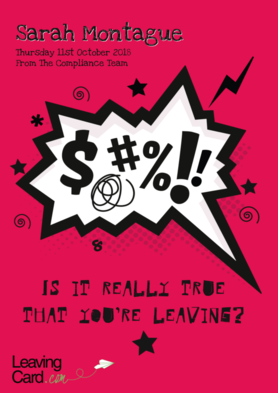 Sarah Montague
Thursday 11st October 2018
From The Compliance Team
$#%!!
IS IT REALLY TRUE
THAT YOU'RE LEAVING?
Leaving
Card.com